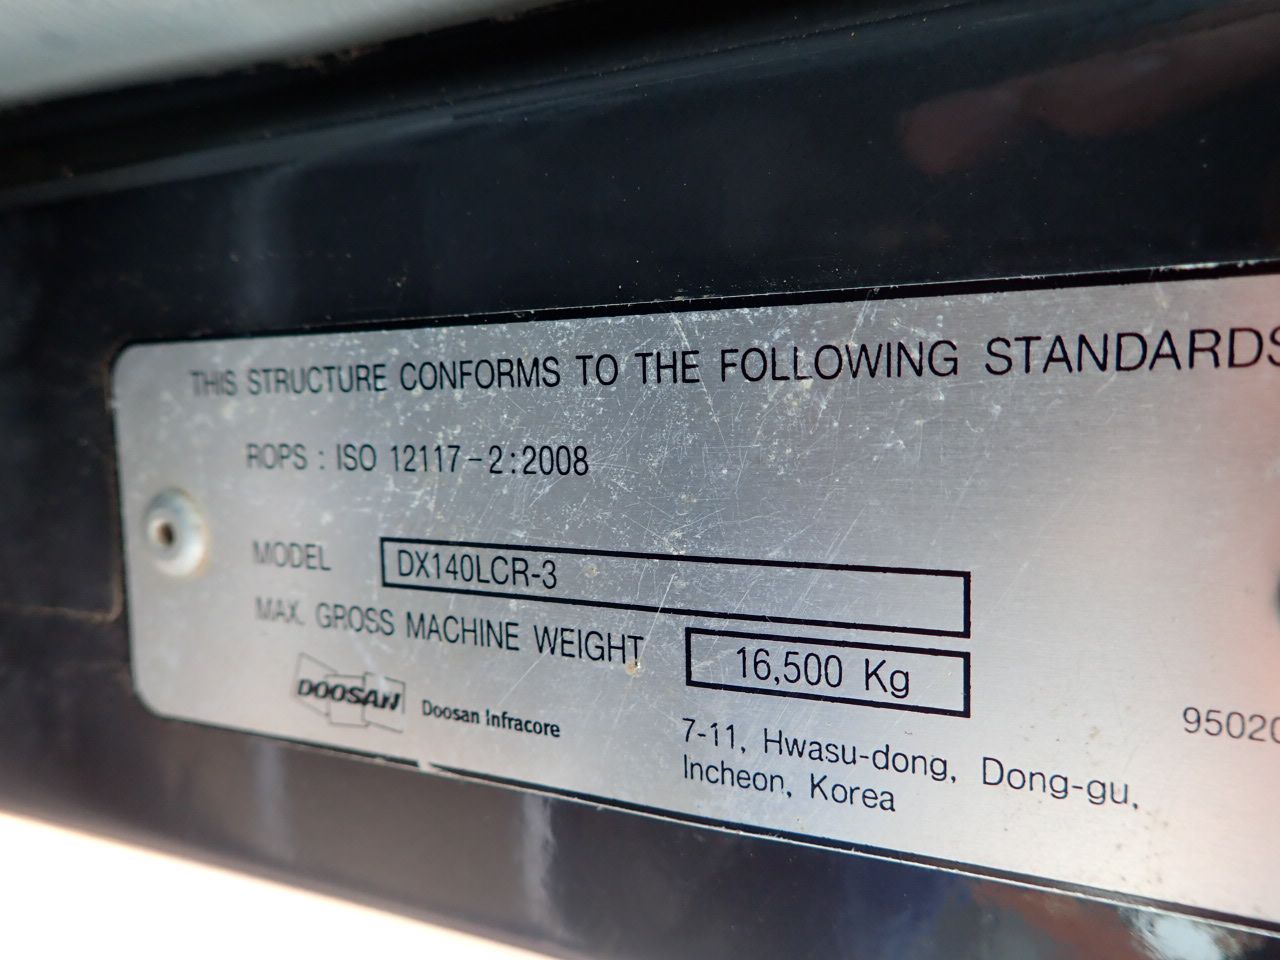 THIS STRUCTURE CONFORMS TO THE FOLLOWING STANDARDS
ROPS : ISO 12117-2:2008
MODEL DX140LCR-3
MAX. GROSS MACHINE WEIGHT 16,500 Kg
DOOSAN Doosan Infracore
7-11, Hwasu-dong, Dong-gu,
Incheon, Korea
95020